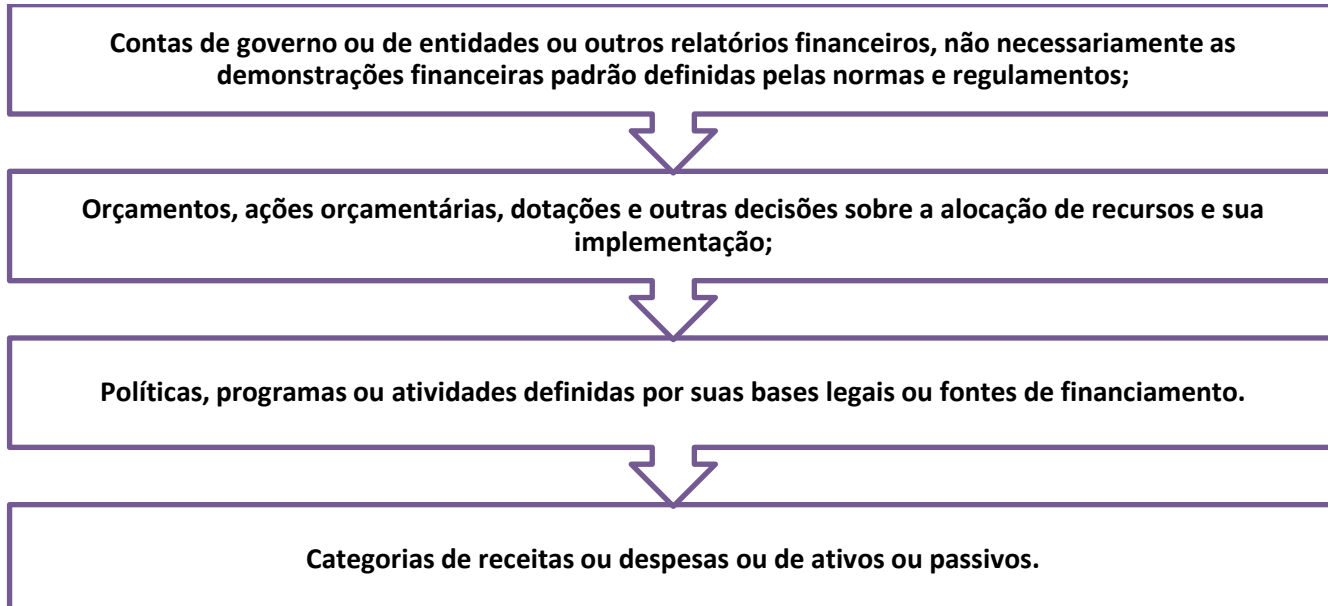 Contas de governo ou de entidades ou outros relatórios financeiros, não necessariamente as
demonstrações financeiras padrão definidas pelas normas e regulamentos;
Orçamentos, ações orçamentárias, dotações e outras decisões sobre a alocação de recursos e sua
implementação;
Políticas, programas ou atividades definidas por suas bases legais ou fontes de financiamento.
Categorias de receitas ou despesas ou de ativos ou passivos.